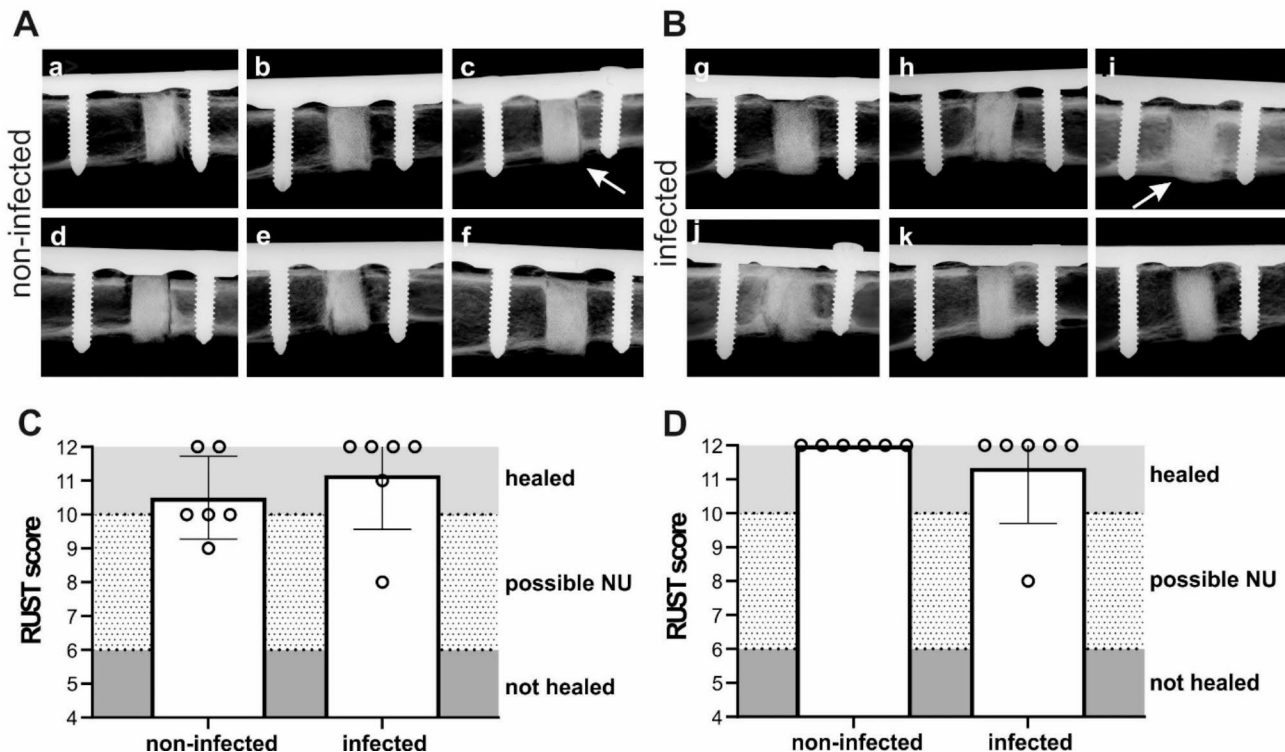 A
B
non-infected
a
b
c
d
e
f
infected
g
h
i
j
k
C
RUST score
12
11
10
9
8
7
6
5
4
healed
possible NU
not healed
non-infected
infected
D
RUST score
12
11
10
9
8
7
6
5
4
healed
possible NU
not healed
non-infected
infected